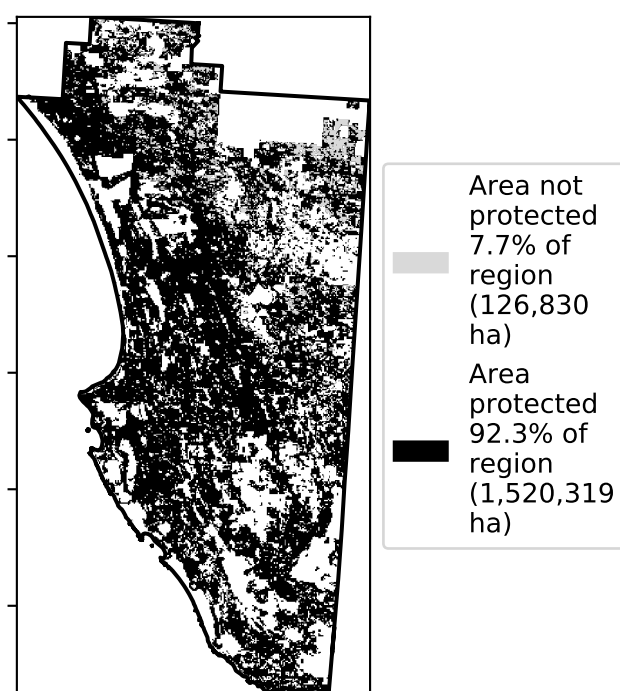 Area not
protected
7.7% of
region
(126,830
ha)
Area
protected
92.3% of
region
(1,520,319
ha)